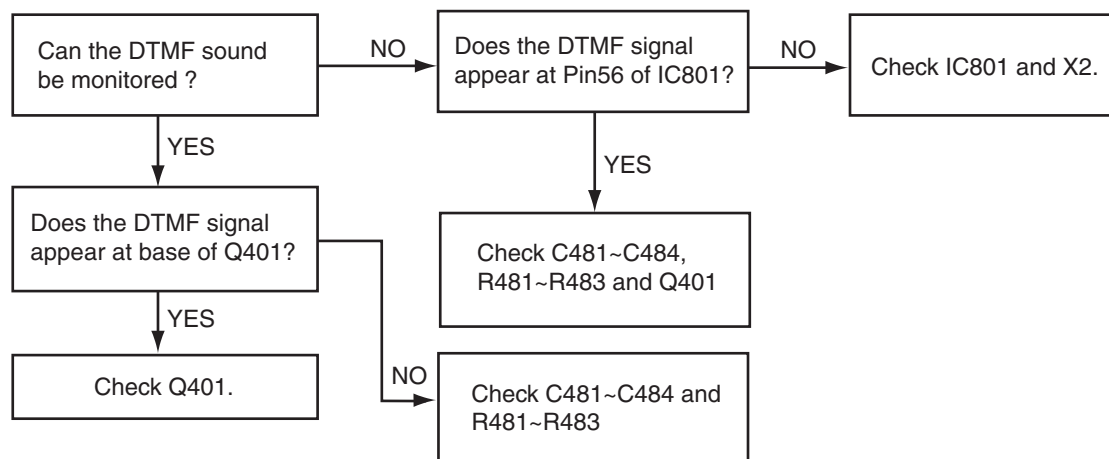 Can the DTMF sound
be monitored ?
NO
Does the DTMF signal
appear at Pin56 of IC801?
NO
Check IC801 and X2.
YES
YES
Does the DTMF signal
appear at base of Q401?
Check C481~C484,
R481~R483 and Q401
YES
Check Q401.
NO
Check C481~C484 and
R481~R483